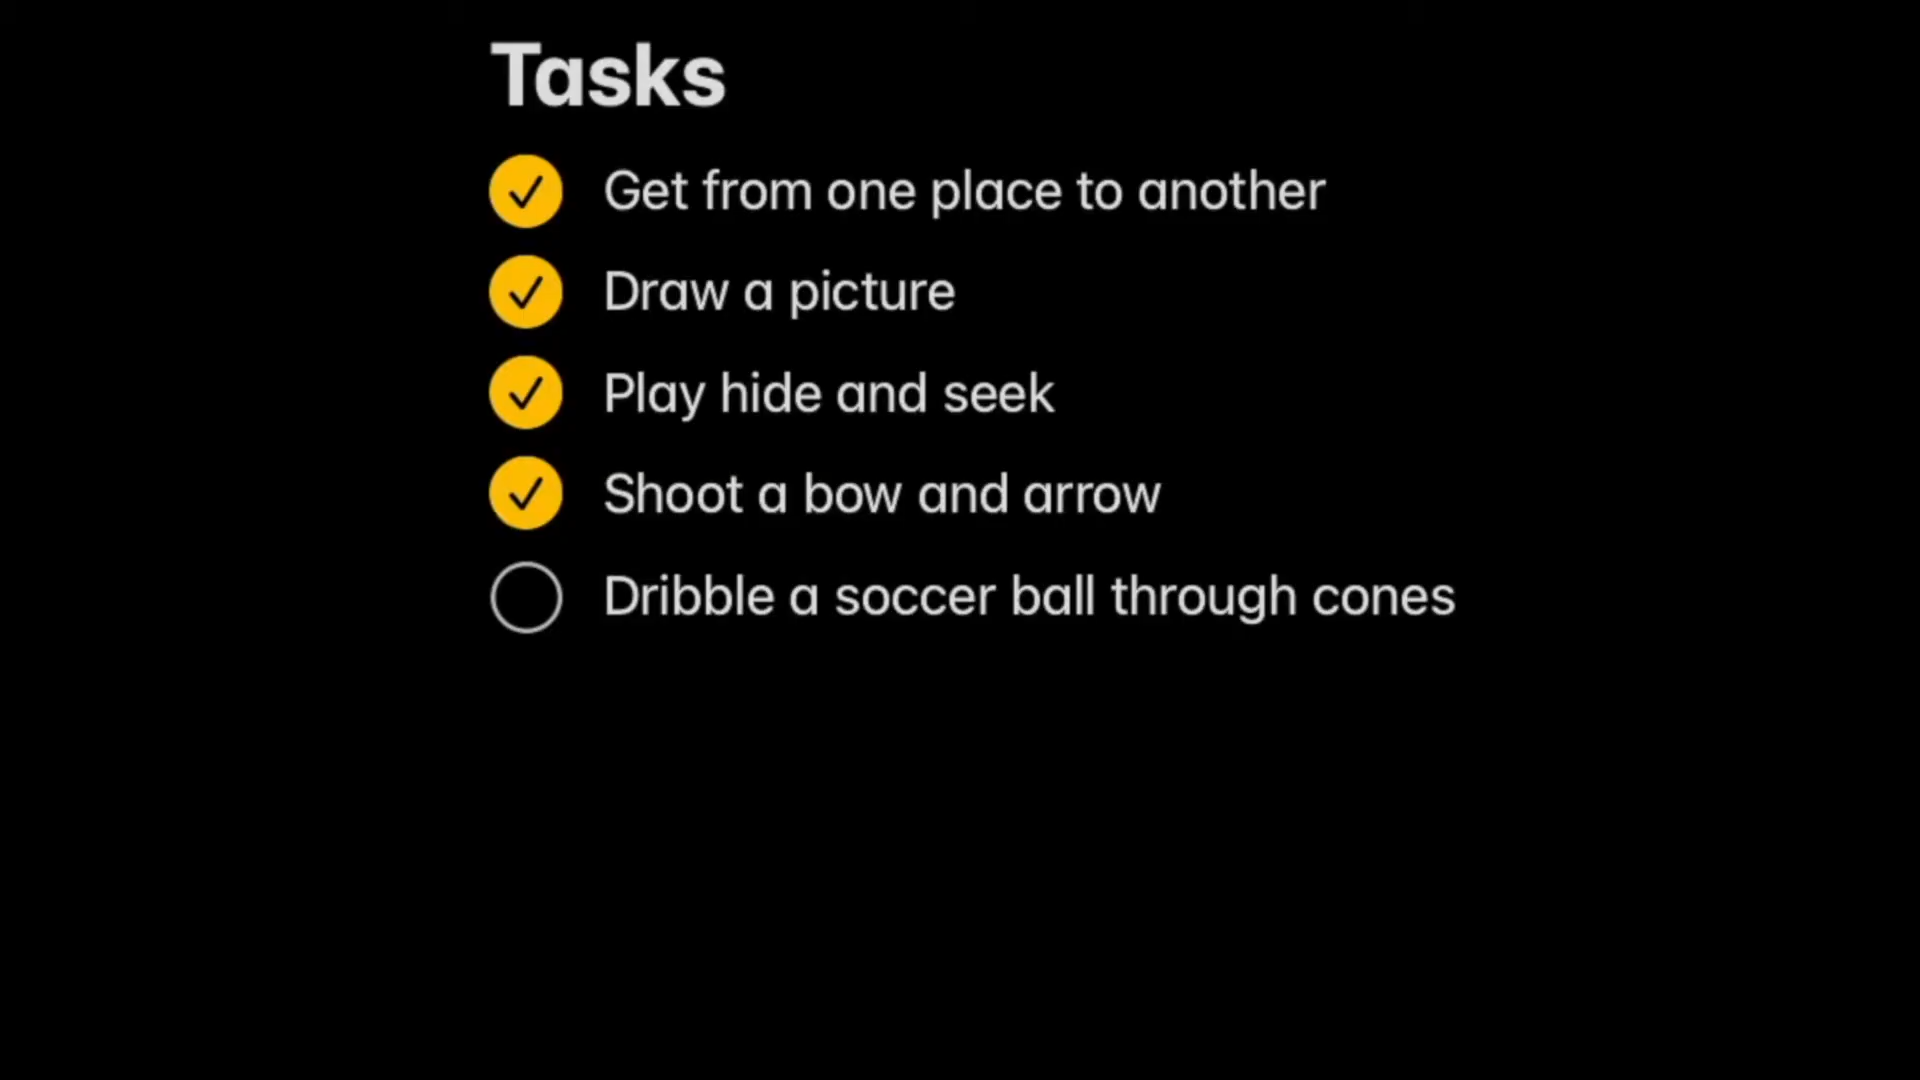 Tasks
Get from one place to another
Draw a picture
Play hide and seek
Shoot a bow and arrow
Dribble a soccer ball through cones